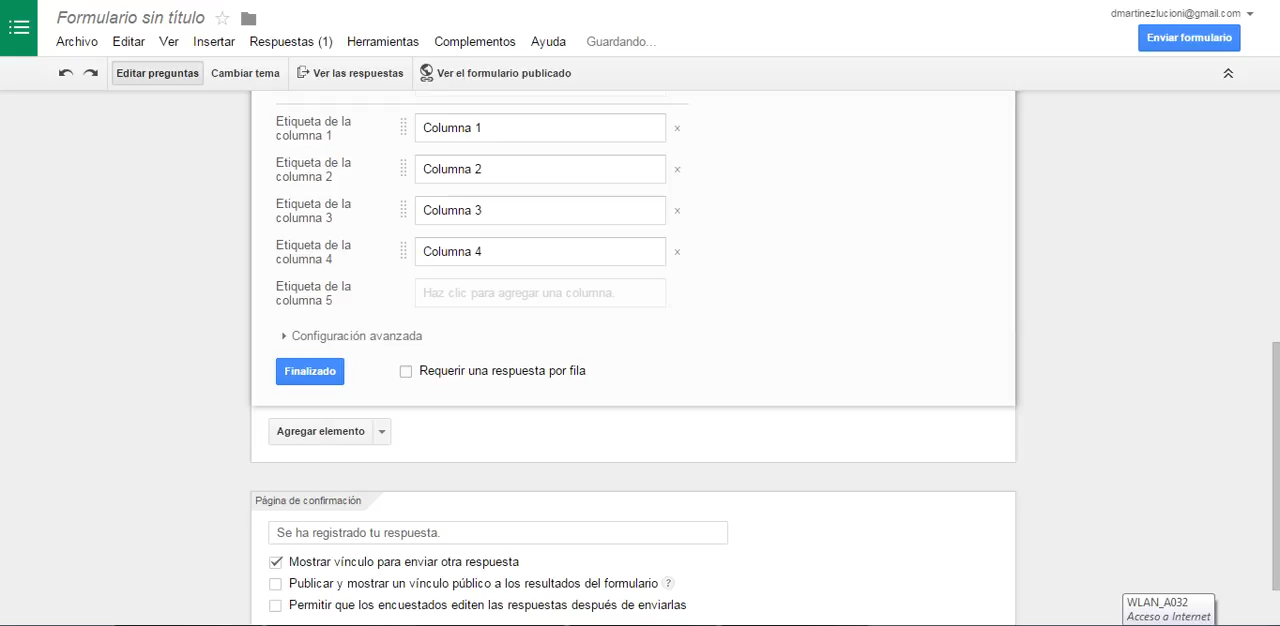 Formulario sin título
dmartinezlucioni@gmail.com
Archivo Editar Ver Insertar Respuestas (1) Herramientas Complementos Ayuda Guardando...
Enviar formulario
Editar preguntas Cambiar tema Ver las respuestas Ver el formulario publicado
Etiqueta de la
columna 1
Columna 1
Etiqueta de la
columna 2
Columna 2
Etiqueta de la
columna 3
Columna 3
Etiqueta de la
columna 4
Columna 4
Etiqueta de la
columna 5
Haz clic para agregar una columna.
Configuración avanzada
Finalizado
Requerir una respuesta por fila
Agregar elemento
Página de confirmación
Se ha registrado tu respuesta.
Mostrar vínculo para enviar otra respuesta
Publicar y mostrar un vínculo público a los resultados del formulario ?
Permitir que los encuestados editen las respuestas después de enviarlas
WLAN_A032
Acceso a Internet